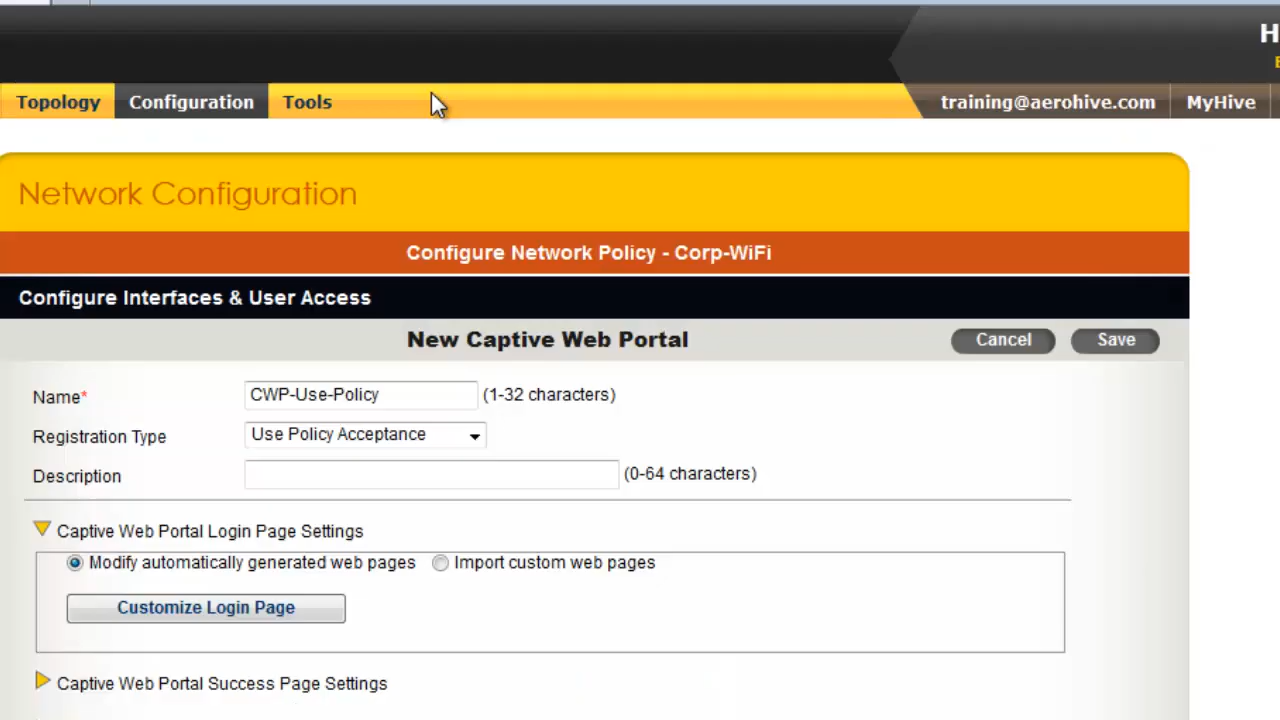 H
Topology Configuration Tools training@aerohive.com MyHive
Network Configuration
Configure Network Policy - Corp-WiFi
Configure Interfaces & User Access
New Captive Web Portal Cancel Save
Name* CWP-Use-Policy (1-32 characters)
Registration Type Use Policy Acceptance
Description (0-64 characters)
Captive Web Portal Login Page Settings
Modify automatically generated web pages Import custom web pages
Customize Login Page
Captive Web Portal Success Page Settings